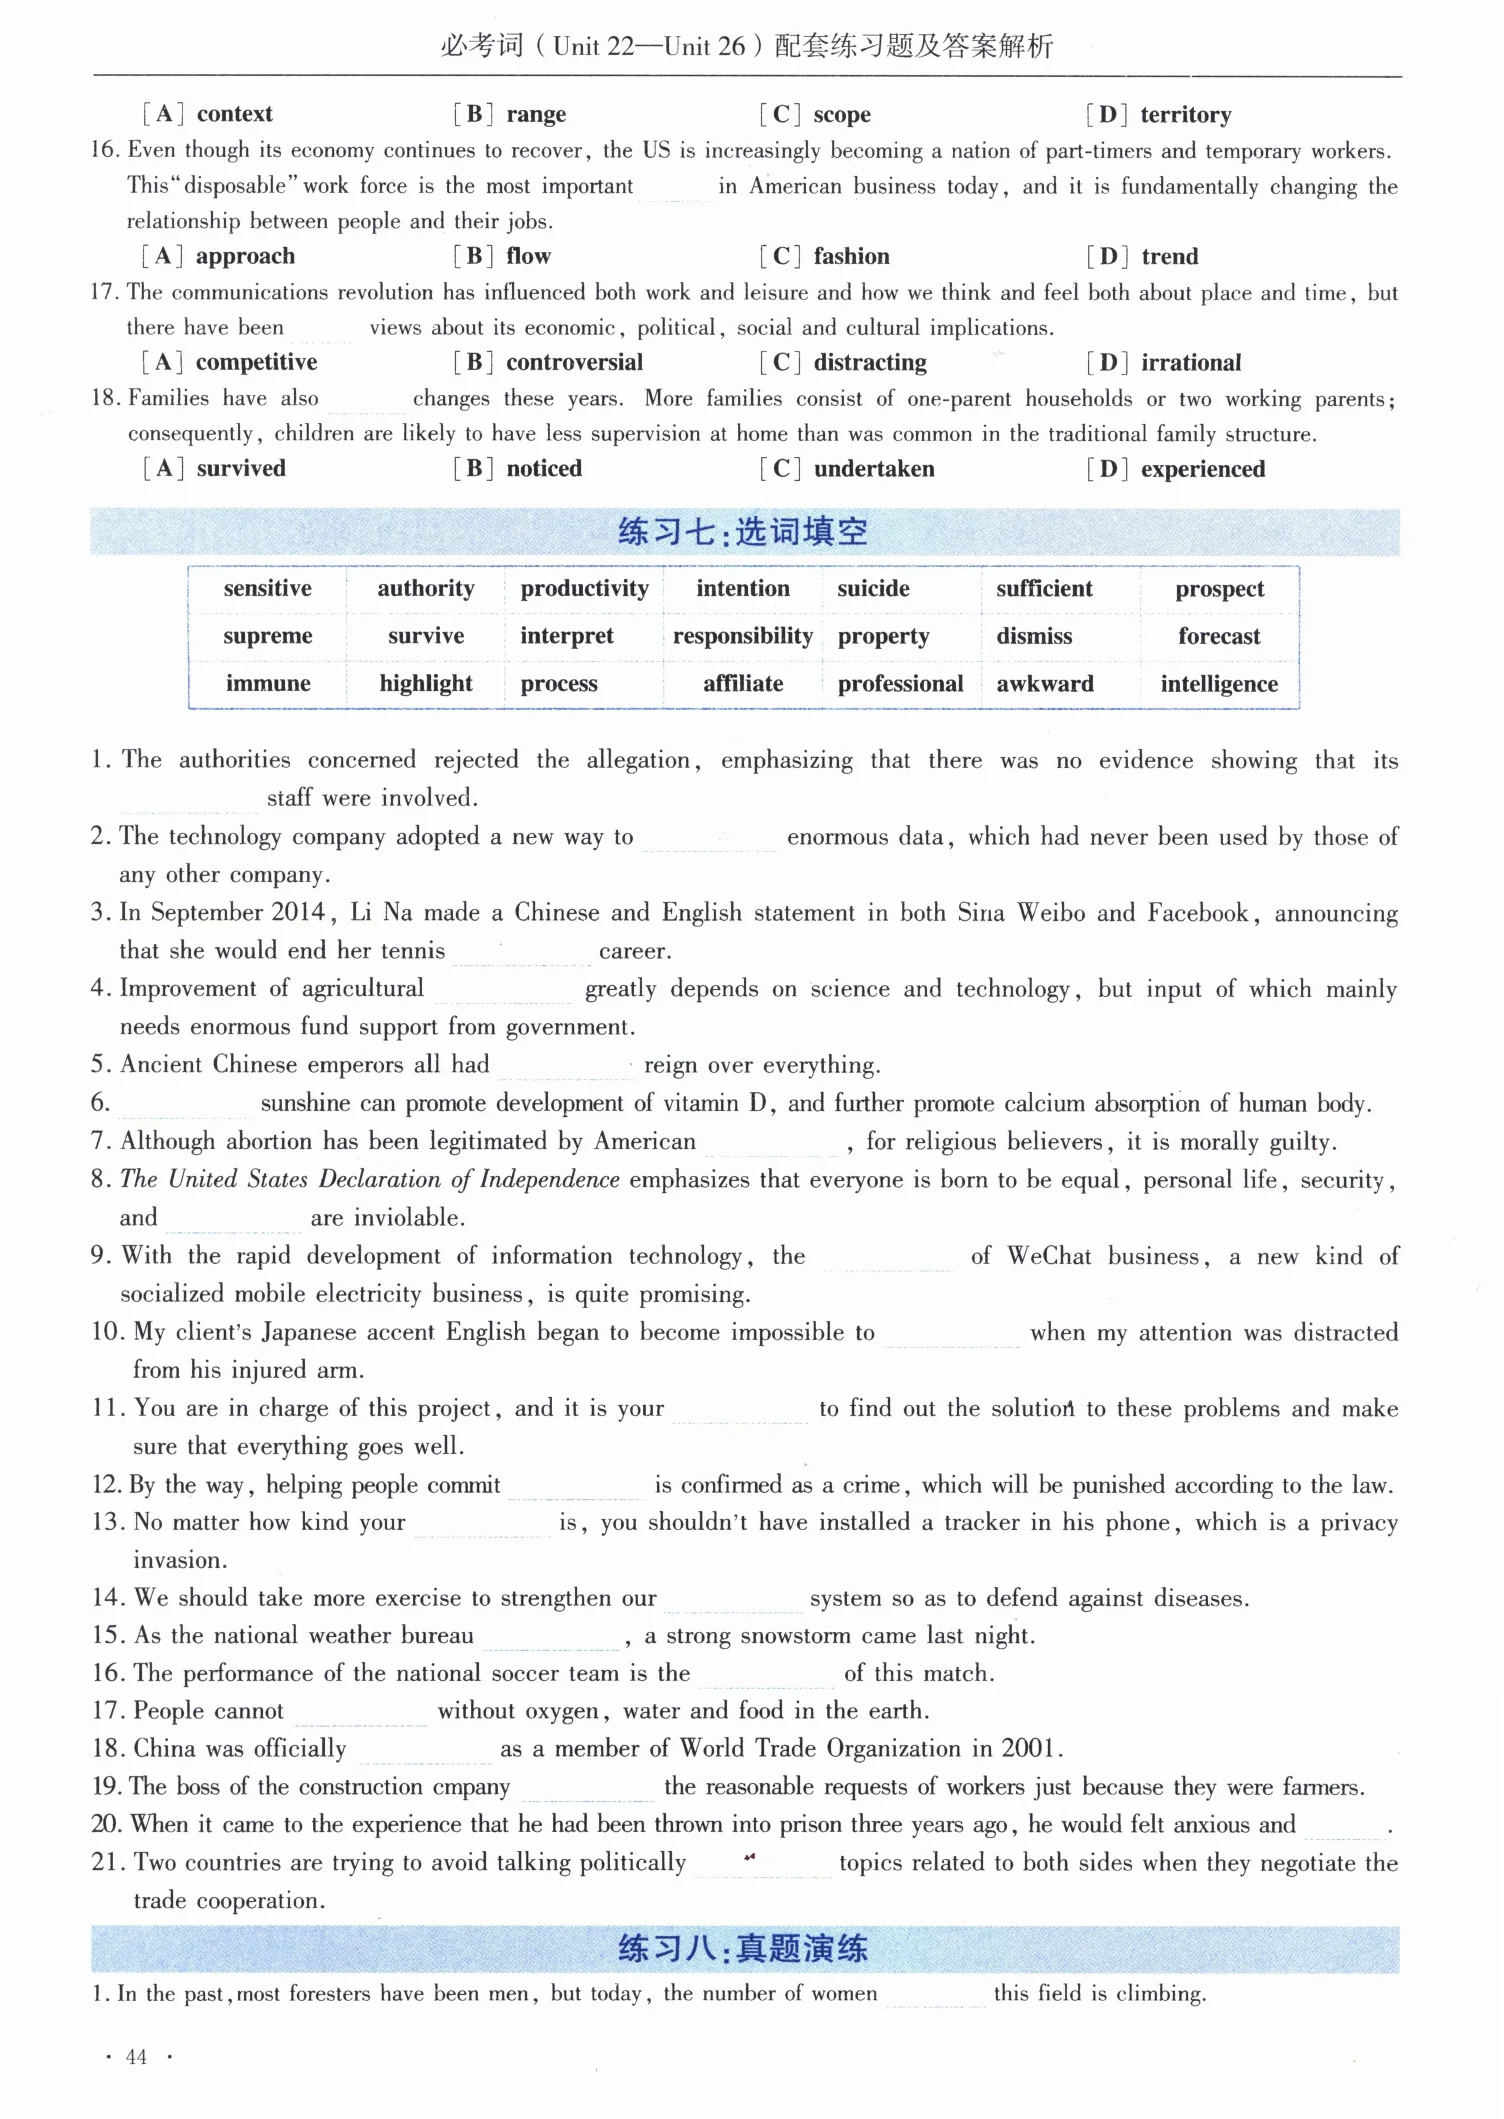 必考词（Unit 22—Unit 26）配套练习题及答案解析
[A] context [B] range [C] scope [D] territory
16. Even though its economy continues to recover, the US is increasingly becoming a nation of part-timers and temporary workers.
This“disposable”work force is the most important ______ in American business today, and it is fundamentally changing the
relationship between people and their jobs.
[A] approach [B] flow [C] fashion [D] trend
17. The communications revolution has influenced both work and leisure and how we think and feel both about place and time, but
there have been ______ views about its economic, political, social and cultural implications.
[A] competitive [B] controversial [C] distracting [D] irrational
18. Families have also ______ changes these years. More families consist of one-parent households or two working parents;
consequently, children are likely to have less supervision at home than was common in the traditional family structure.
[A] survived [B] noticed [C] undertaken [D] experienced
练习七:选词填空
sensitive authority productivity intention suicide sufficient prospect
supreme survive interpret responsibility property dismiss forecast
immune highlight process affiliate professional awkward intelligence
1. The authorities concerned rejected the allegation, emphasizing that there was no evidence showing that its
______ staff were involved.
2. The technology company adopted a new way to ______ enormous data, which had never been used by those of
any other company.
3. In September 2014, Li Na made a Chinese and English statement in both Sina Weibo and Facebook, announcing
that she would end her tennis ______ career.
4. Improvement of agricultural ______ greatly depends on science and technology, but input of which mainly
needs enormous fund support from government.
5. Ancient Chinese emperors all had ______ reign over everything.
6. ______ sunshine can promote development of vitamin D, and further promote calcium absorption of human body.
7. Although abortion has been legitimated by American ______, for religious believers, it is morally guilty.
8. The United States Declaration of Independence emphasizes that everyone is born to be equal, personal life, security,
and ______ are inviolable.
9. With the rapid development of information technology, the ______ of WeChat business, a new kind of
socialized mobile electricity business, is quite promising.
10. My client's Japanese accent English began to become impossible to ______ when my attention was distracted
from his injured arm.
11. You are in charge of this project, and it is your ______ to find out the solution to these problems and make
sure that everything goes well.
12. By the way, helping people commit ______ is confirmed as a crime, which will be punished according to the law.
13. No matter how kind your ______ is, you shouldn't have installed a tracker in his phone, which is a privacy
invasion.
14. We should take more exercise to strengthen our ______ system so as to defend against diseases.
15. As the national weather bureau ______, a strong snowstorm came last night.
16. The performance of the national soccer team is the ______ of this match.
17. People cannot ______ without oxygen, water and food in the earth.
18. China was officially ______ as a member of World Trade Organization in 2001.
19. The boss of the construction cmpany ______ the reasonable requests of workers just because they were farmers.
20. When it came to the experience that he had been thrown into prison three years ago, he would felt anxious and ______.
21. Two countries are trying to avoid talking politically ______ topics related to both sides when they negotiate the
trade cooperation.
练习八:真题演练
1. In the past, most foresters have been men, but today, the number of women ______ this field is climbing.
· 44 ·